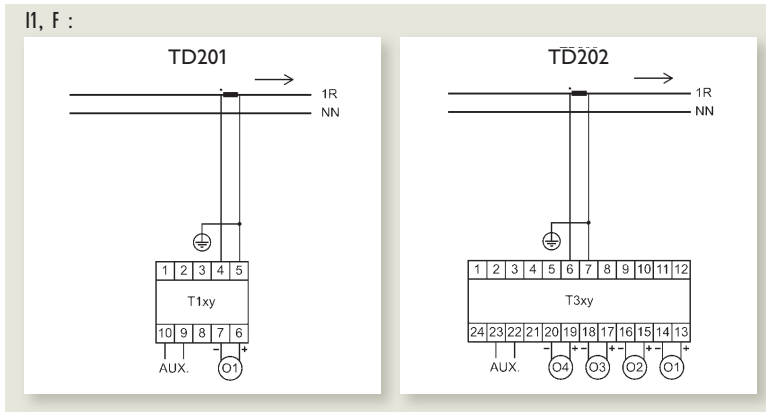 I1, F :
TD201
1R
NN
1 2 3 4 5
T1xy
10 9 8 7 6
- +
AUX. O1
TD202
1R
NN
1 2 3 4 5 6 7 8 9 10 11 12
T3xy
24 23 22 21 20 19 18 17 16 15 14 13
- + - + - + - +
AUX. O4 O3 O2 O1